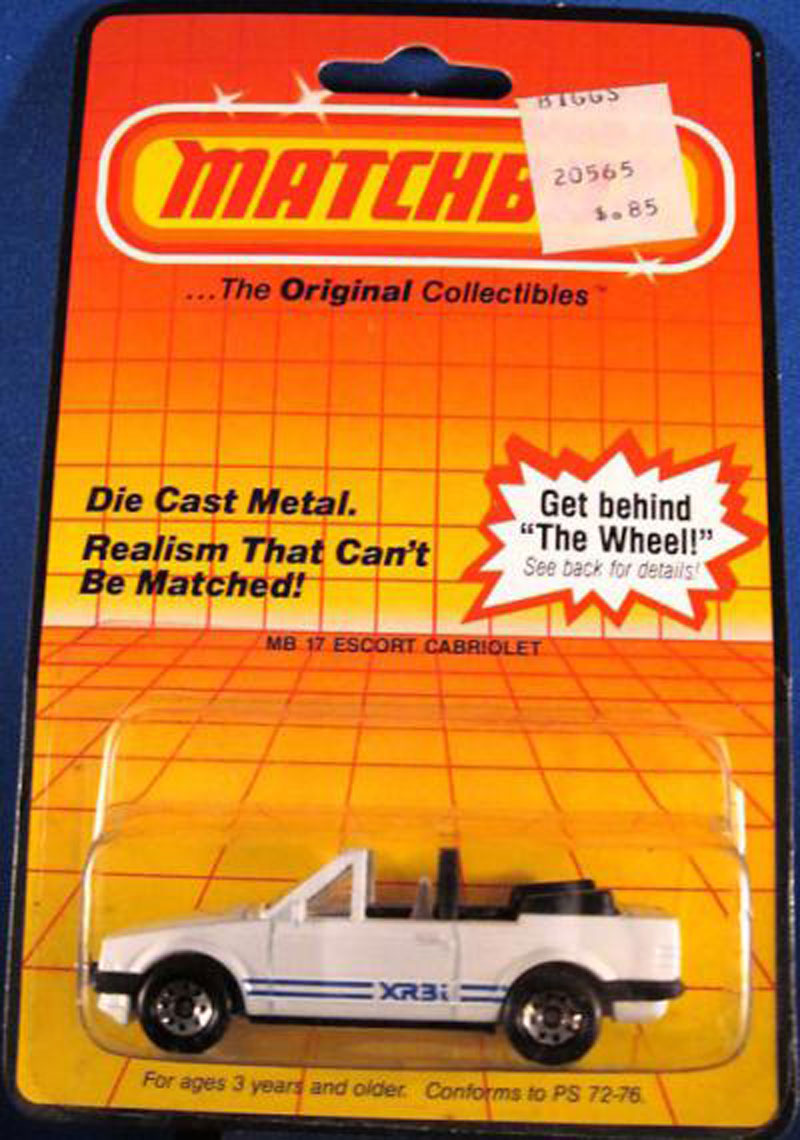 BIGGS
20565
$.85
MATCHB
...The Original Collectibles™
Die Cast Metal.
Realism That Can't
Be Matched!
Get behind
“The Wheel!”
See back for details!
MB 17 ESCORT CABRIOLET
XR3i
For ages 3 years and older. Conforms to PS 72-76.